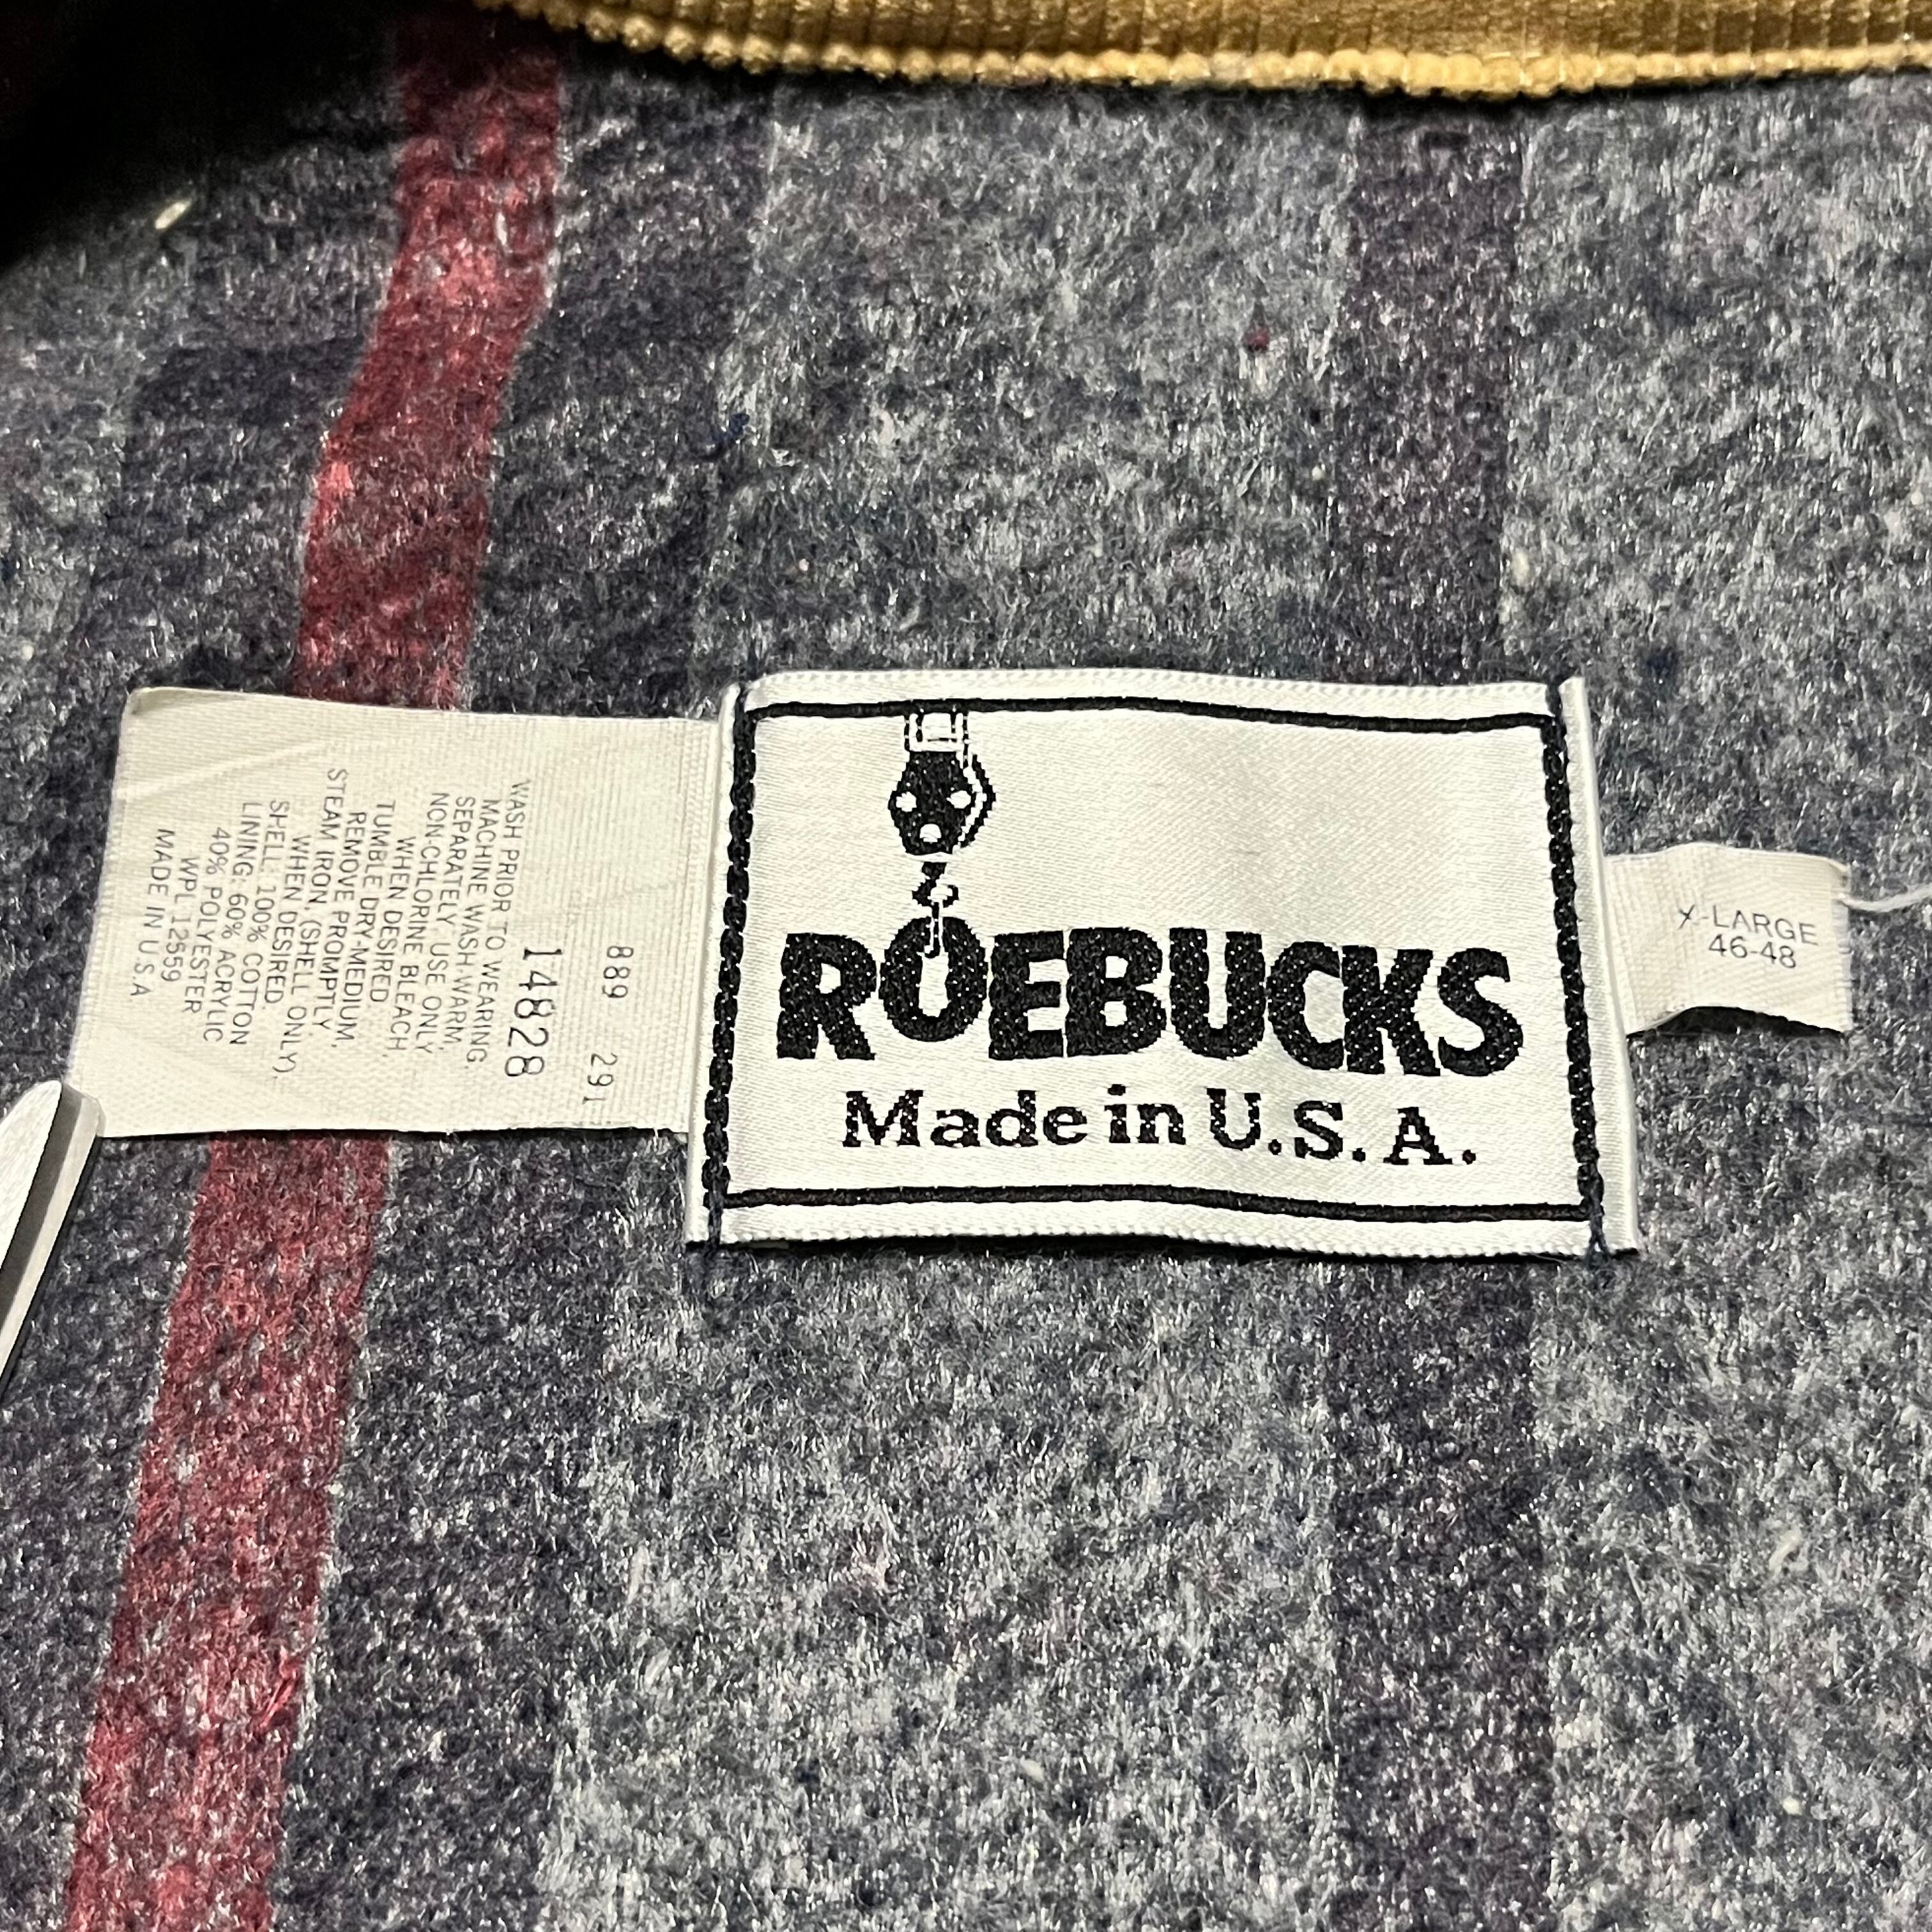 889 291
14828
WASH PRIOR TO WEARING.
MACHINE WASH-WARM,
SEPARATELY. USE ONLY
NON-CHLORINE BLEACH,
WHEN DESIRED
TUMBLE DRY-MEDIUM,
REMOVE PROMPTLY.
STEAM IRON, (SHELL ONLY),
WHEN DESIRED.
SHELL: 100% COTTON
LINING: 60% ACRYLIC
40% POLYESTER
WPL 12559
MADE IN U.S.A
ROEBUCKS
Made in U.S.A.
X-LARGE
46-48